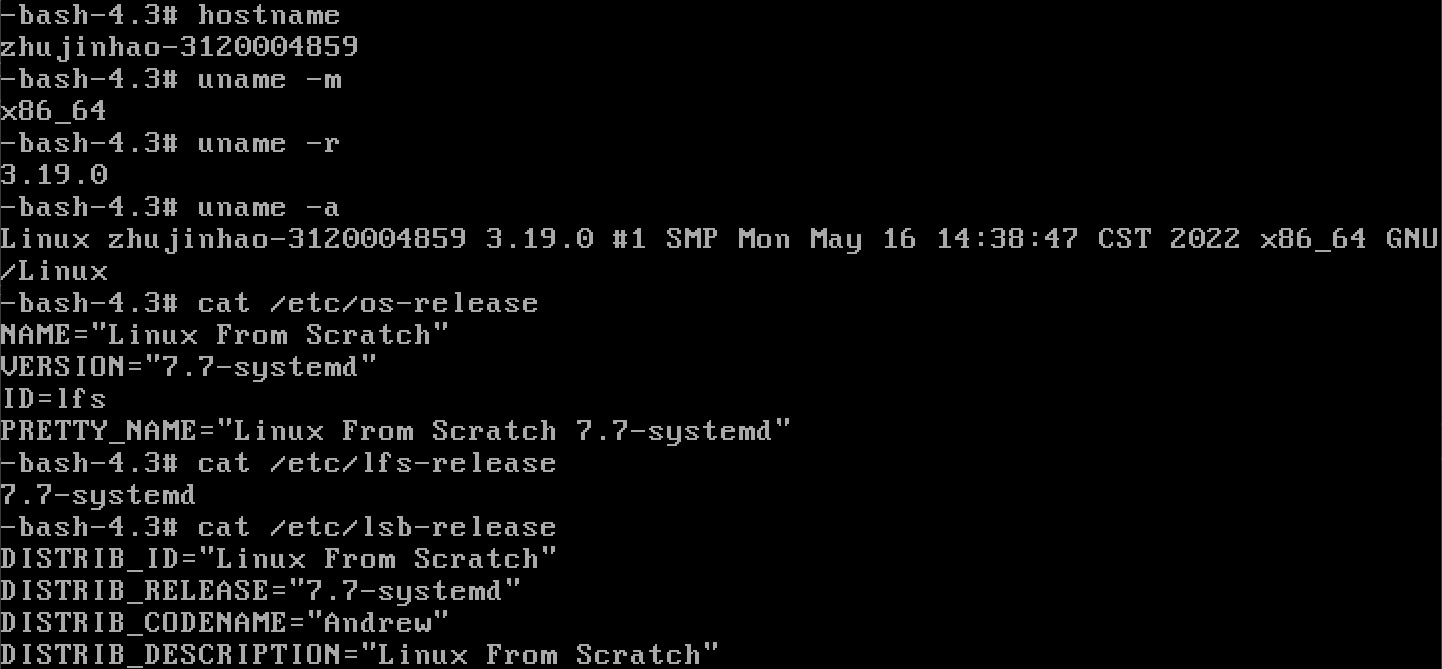 -bash-4.3# hostname
zhujinhao-3120004859
-bash-4.3# uname -m
x86_64
-bash-4.3# uname -r
3.19.0
-bash-4.3# uname -a
Linux zhujinhao-3120004859 3.19.0 #1 SMP Mon May 16 14:38:47 CST 2022 x86_64 GNU
/Linux
-bash-4.3# cat /etc/os-release
NAME="Linux From Scratch"
VERSION="7.7-systemd"
ID=lfs
PRETTY_NAME="Linux From Scratch 7.7-systemd"
-bash-4.3# cat /etc/lfs-release
7.7-systemd
-bash-4.3# cat /etc/lsb-release
DISTRIB_ID="Linux From Scratch"
DISTRIB_RELEASE="7.7-systemd"
DISTRIB_CODENAME="Andrew"
DISTRIB_DESCRIPTION="Linux From Scratch"